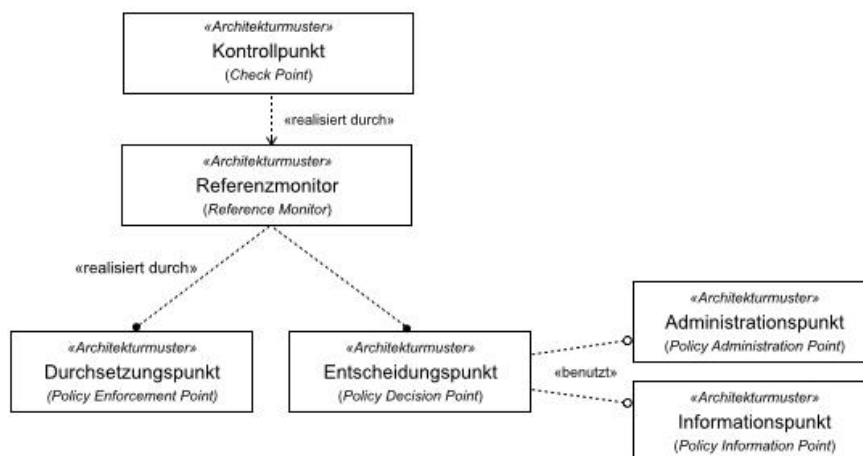 «Architekturmuster»
Kontrollpunkt
(Check Point)
«realisiert durch»
«Architekturmuster»
Referenzmonitor
(Reference Monitor)
«realisiert durch»
«Architekturmuster»
Durchsetzungspunkt
(Policy Enforcement Point)
«Architekturmuster»
Entscheidungspunkt
(Policy Decision Point)
«benutzt»
«Architekturmuster»
Administrationspunkt
(Policy Administration Point)
«Architekturmuster»
Informationspunkt
(Policy Information Point)